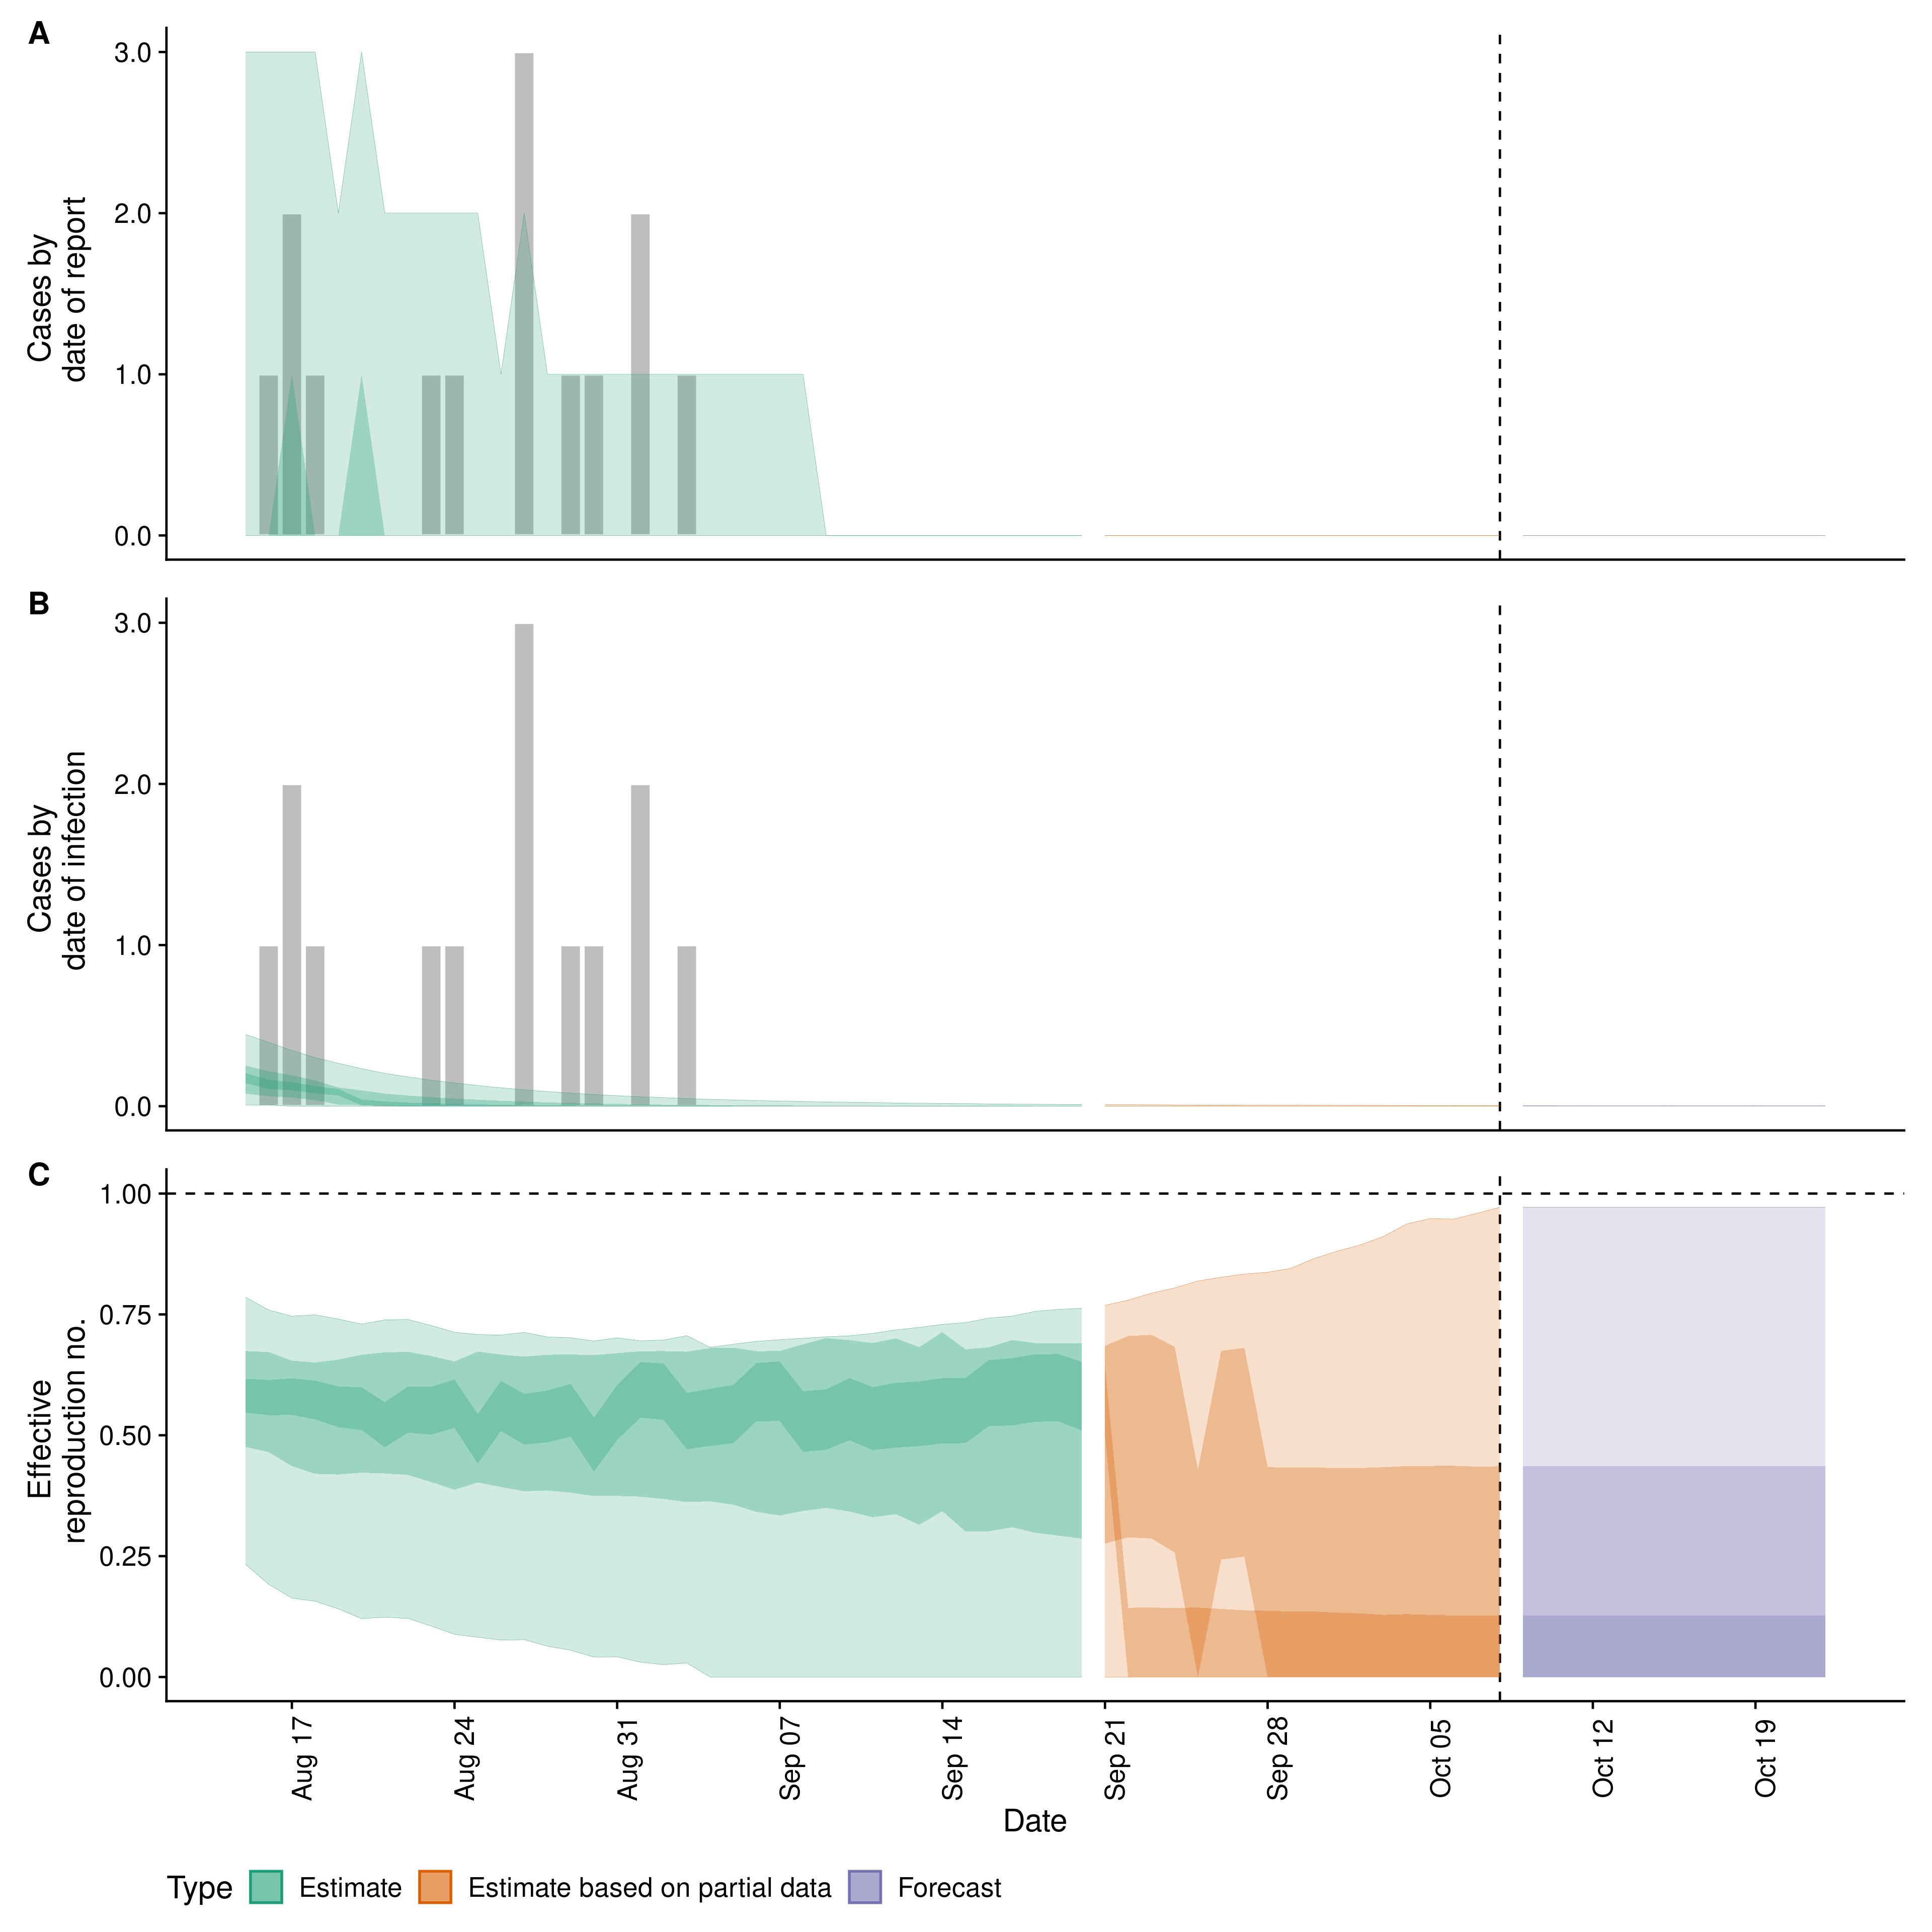 A
3.0
2.0
1.0
0.0
Cases by
date of report
B
3.0
2.0
1.0
0.0
Cases by
date of infection
C
1.00
0.75
0.50
0.25
0.00
Effective
reproduction no.
Aug 17
Aug 24
Aug 31
Sep 07
Sep 14
Sep 21
Sep 28
Oct 05
Oct 12
Oct 19
Date
Type Estimate Estimate based on partial data Forecast